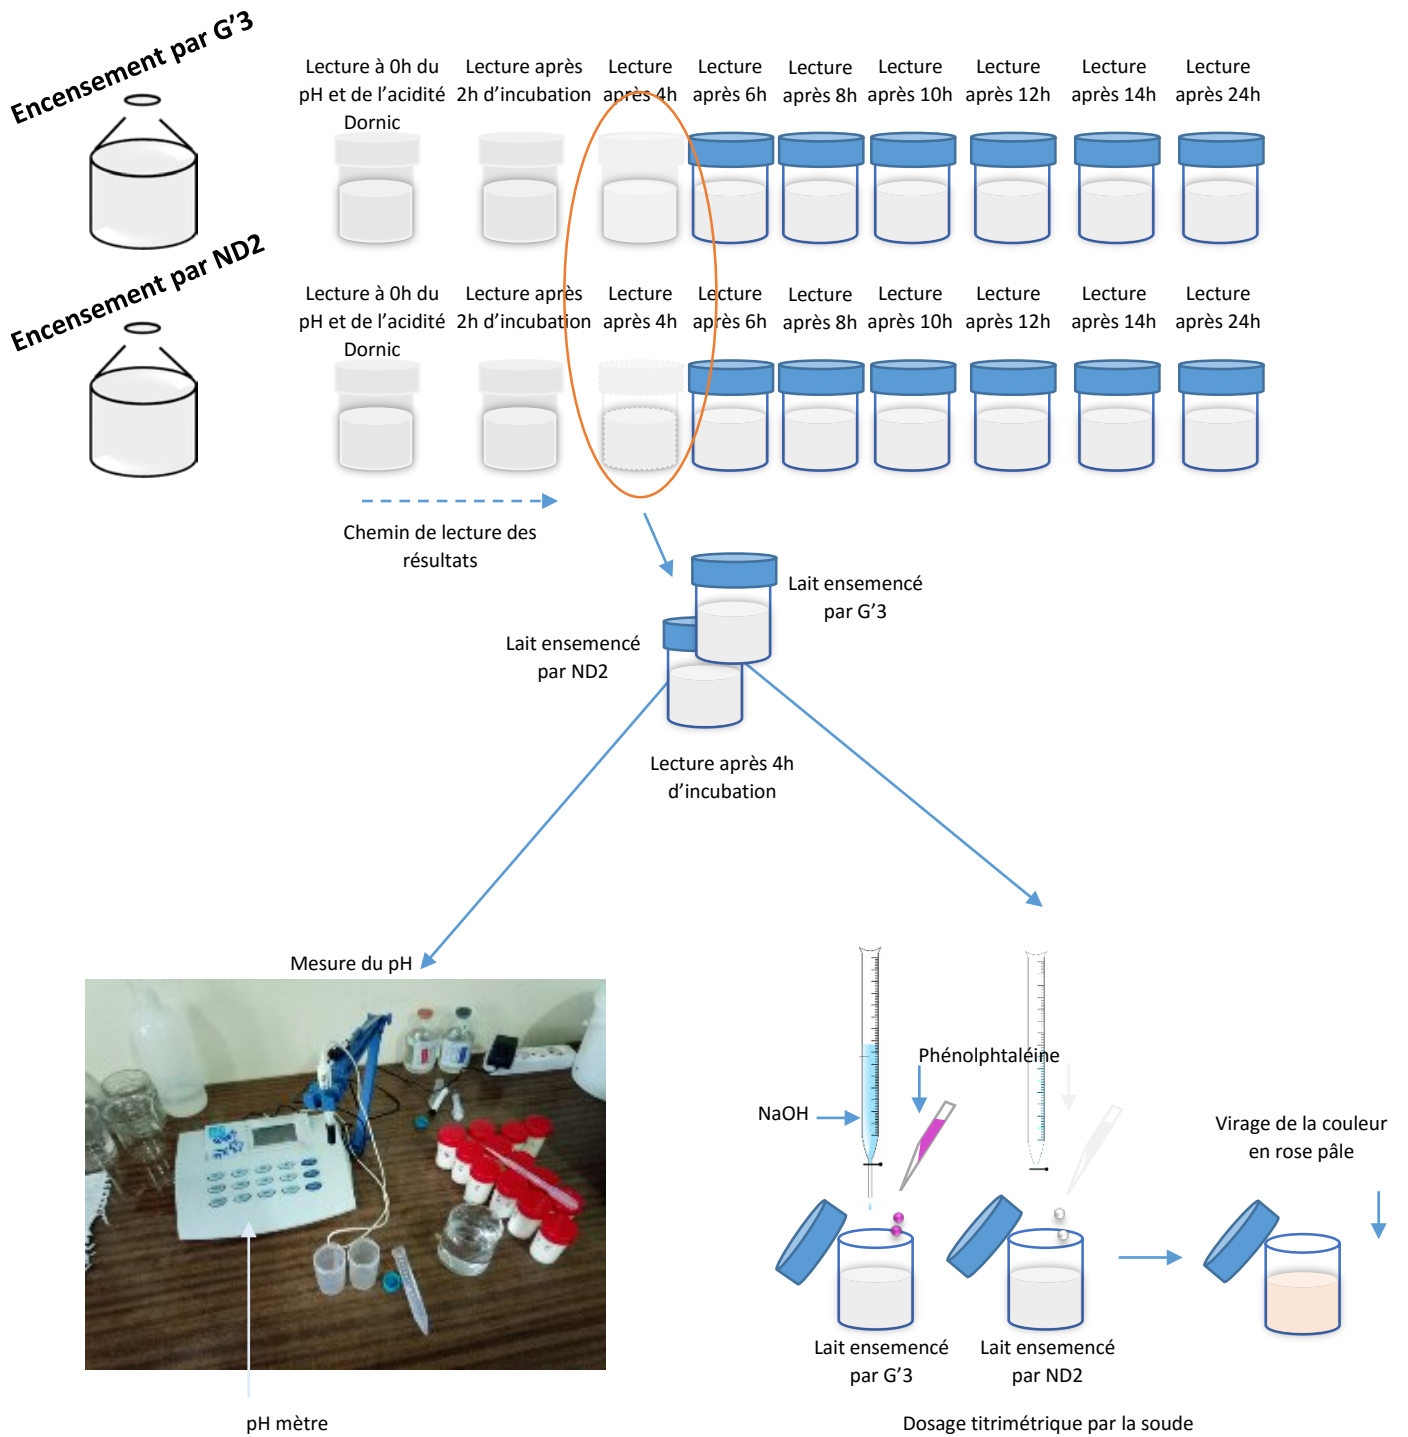 Encensement par G’3
Lecture à 0h du
pH et de l’acidité
Dornic
Lecture après
2h d’incubation
Lecture
après 4h
Lecture
après 6h
Lecture
après 8h
Lecture
après 10h
Lecture
après 12h
Lecture
après 14h
Lecture
après 24h
Encensement par ND2
Lecture à 0h du
pH et de l’acidité
Dornic
Lecture après
2h d’incubation
Lecture
après 4h
Lecture
après 6h
Lecture
après 8h
Lecture
après 10h
Lecture
après 12h
Lecture
après 14h
Lecture
après 24h
Chemin de lecture des
résultats
Lait ensemencé
par G’3
Lait ensemencé
par ND2
Lecture après 4h
d’incubation
Mesure du pH
Phénolphtaléine
NaOH
Virage de la couleur
en rose pâle
Lait ensemencé
par G’3
Lait ensemencé
par ND2
pH mètre
Dosage titrimétrique par la soude